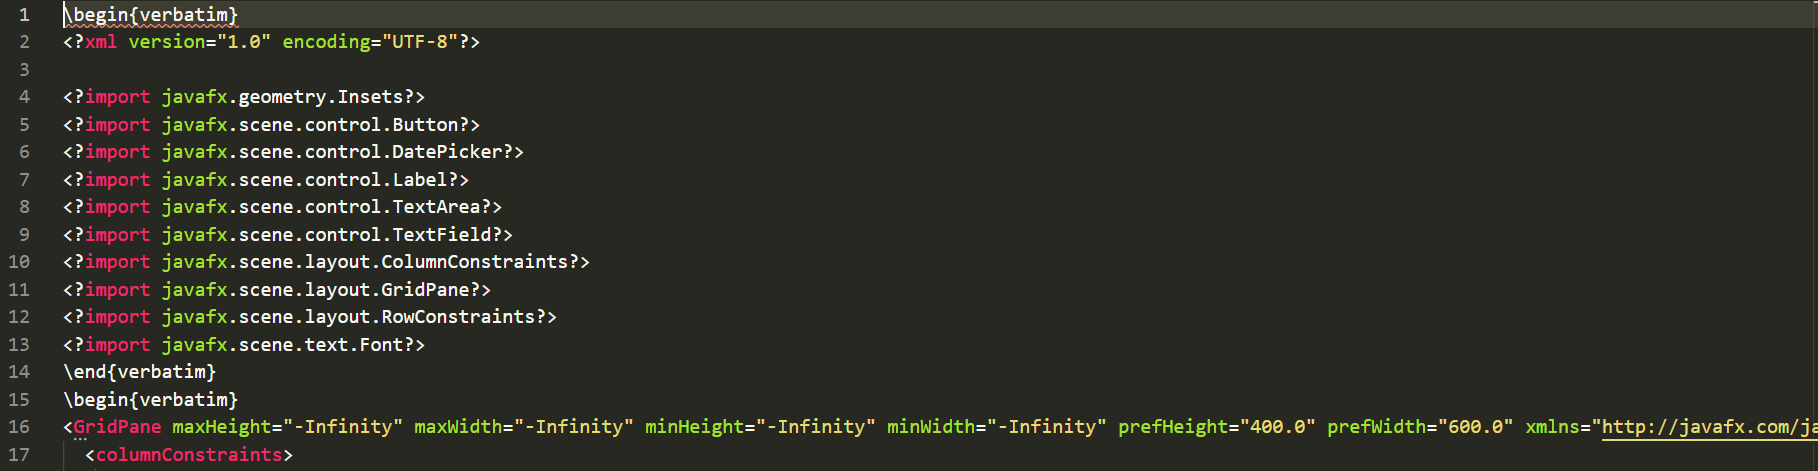 1 \begin{verbatim}
2 <?xml version="1.0" encoding="UTF-8"?>
3
4 <?import javafx.geometry.Insets?>
5 <?import javafx.scene.control.Button?>
6 <?import javafx.scene.control.DatePicker?>
7 <?import javafx.scene.control.Label?>
8 <?import javafx.scene.control.TextArea?>
9 <?import javafx.scene.control.TextField?>
10 <?import javafx.scene.layout.ColumnConstraints?>
11 <?import javafx.scene.layout.GridPane?>
12 <?import javafx.scene.layout.RowConstraints?>
13 <?import javafx.scene.text.Font?>
14 \end{verbatim}
15 \begin{verbatim}
16 <GridPane maxHeight="-Infinity" maxWidth="-Infinity" minHeight="-Infinity" minWidth="-Infinity" prefHeight="400.0" prefWidth="600.0" xmlns="http://javafx.com/ja
17 <columnConstraints>